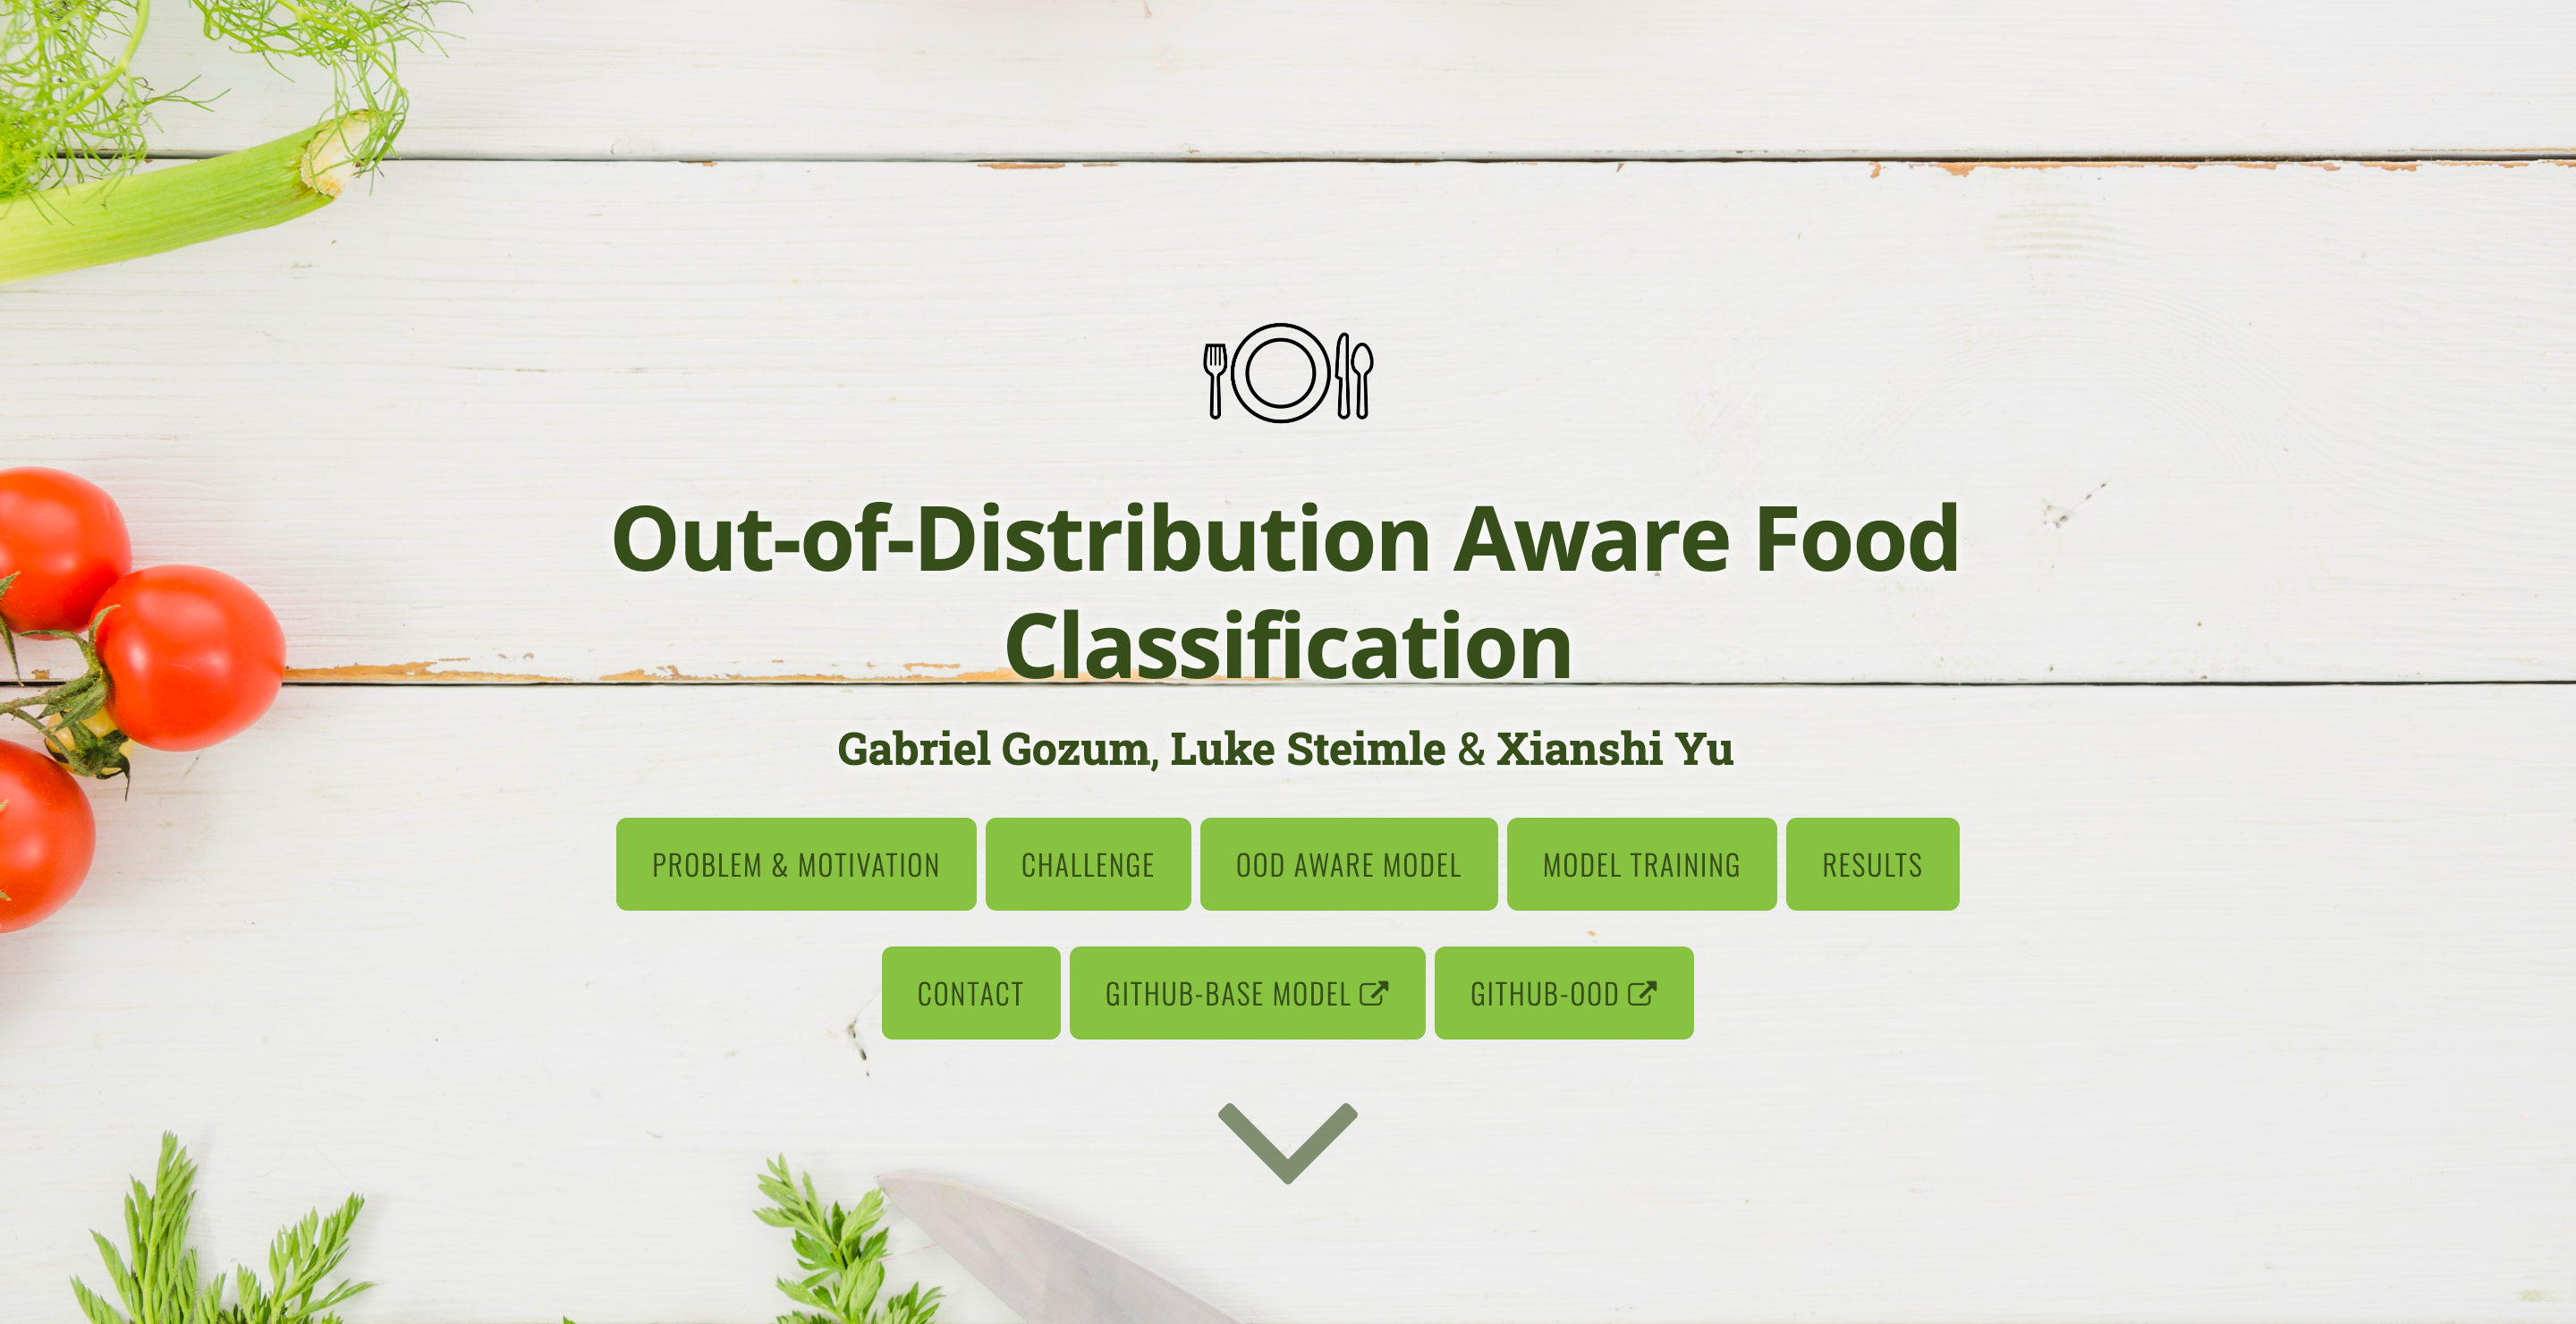 Out-of-Distribution Aware Food
Classification
Gabriel Gozum, Luke Steimle & Xianshi Yu
PROBLEM & MOTIVATION CHALLENGE OOD AWARE MODEL MODEL TRAINING RESULTS
CONTACT GITHUB-BASE MODEL GITHUB-OOD